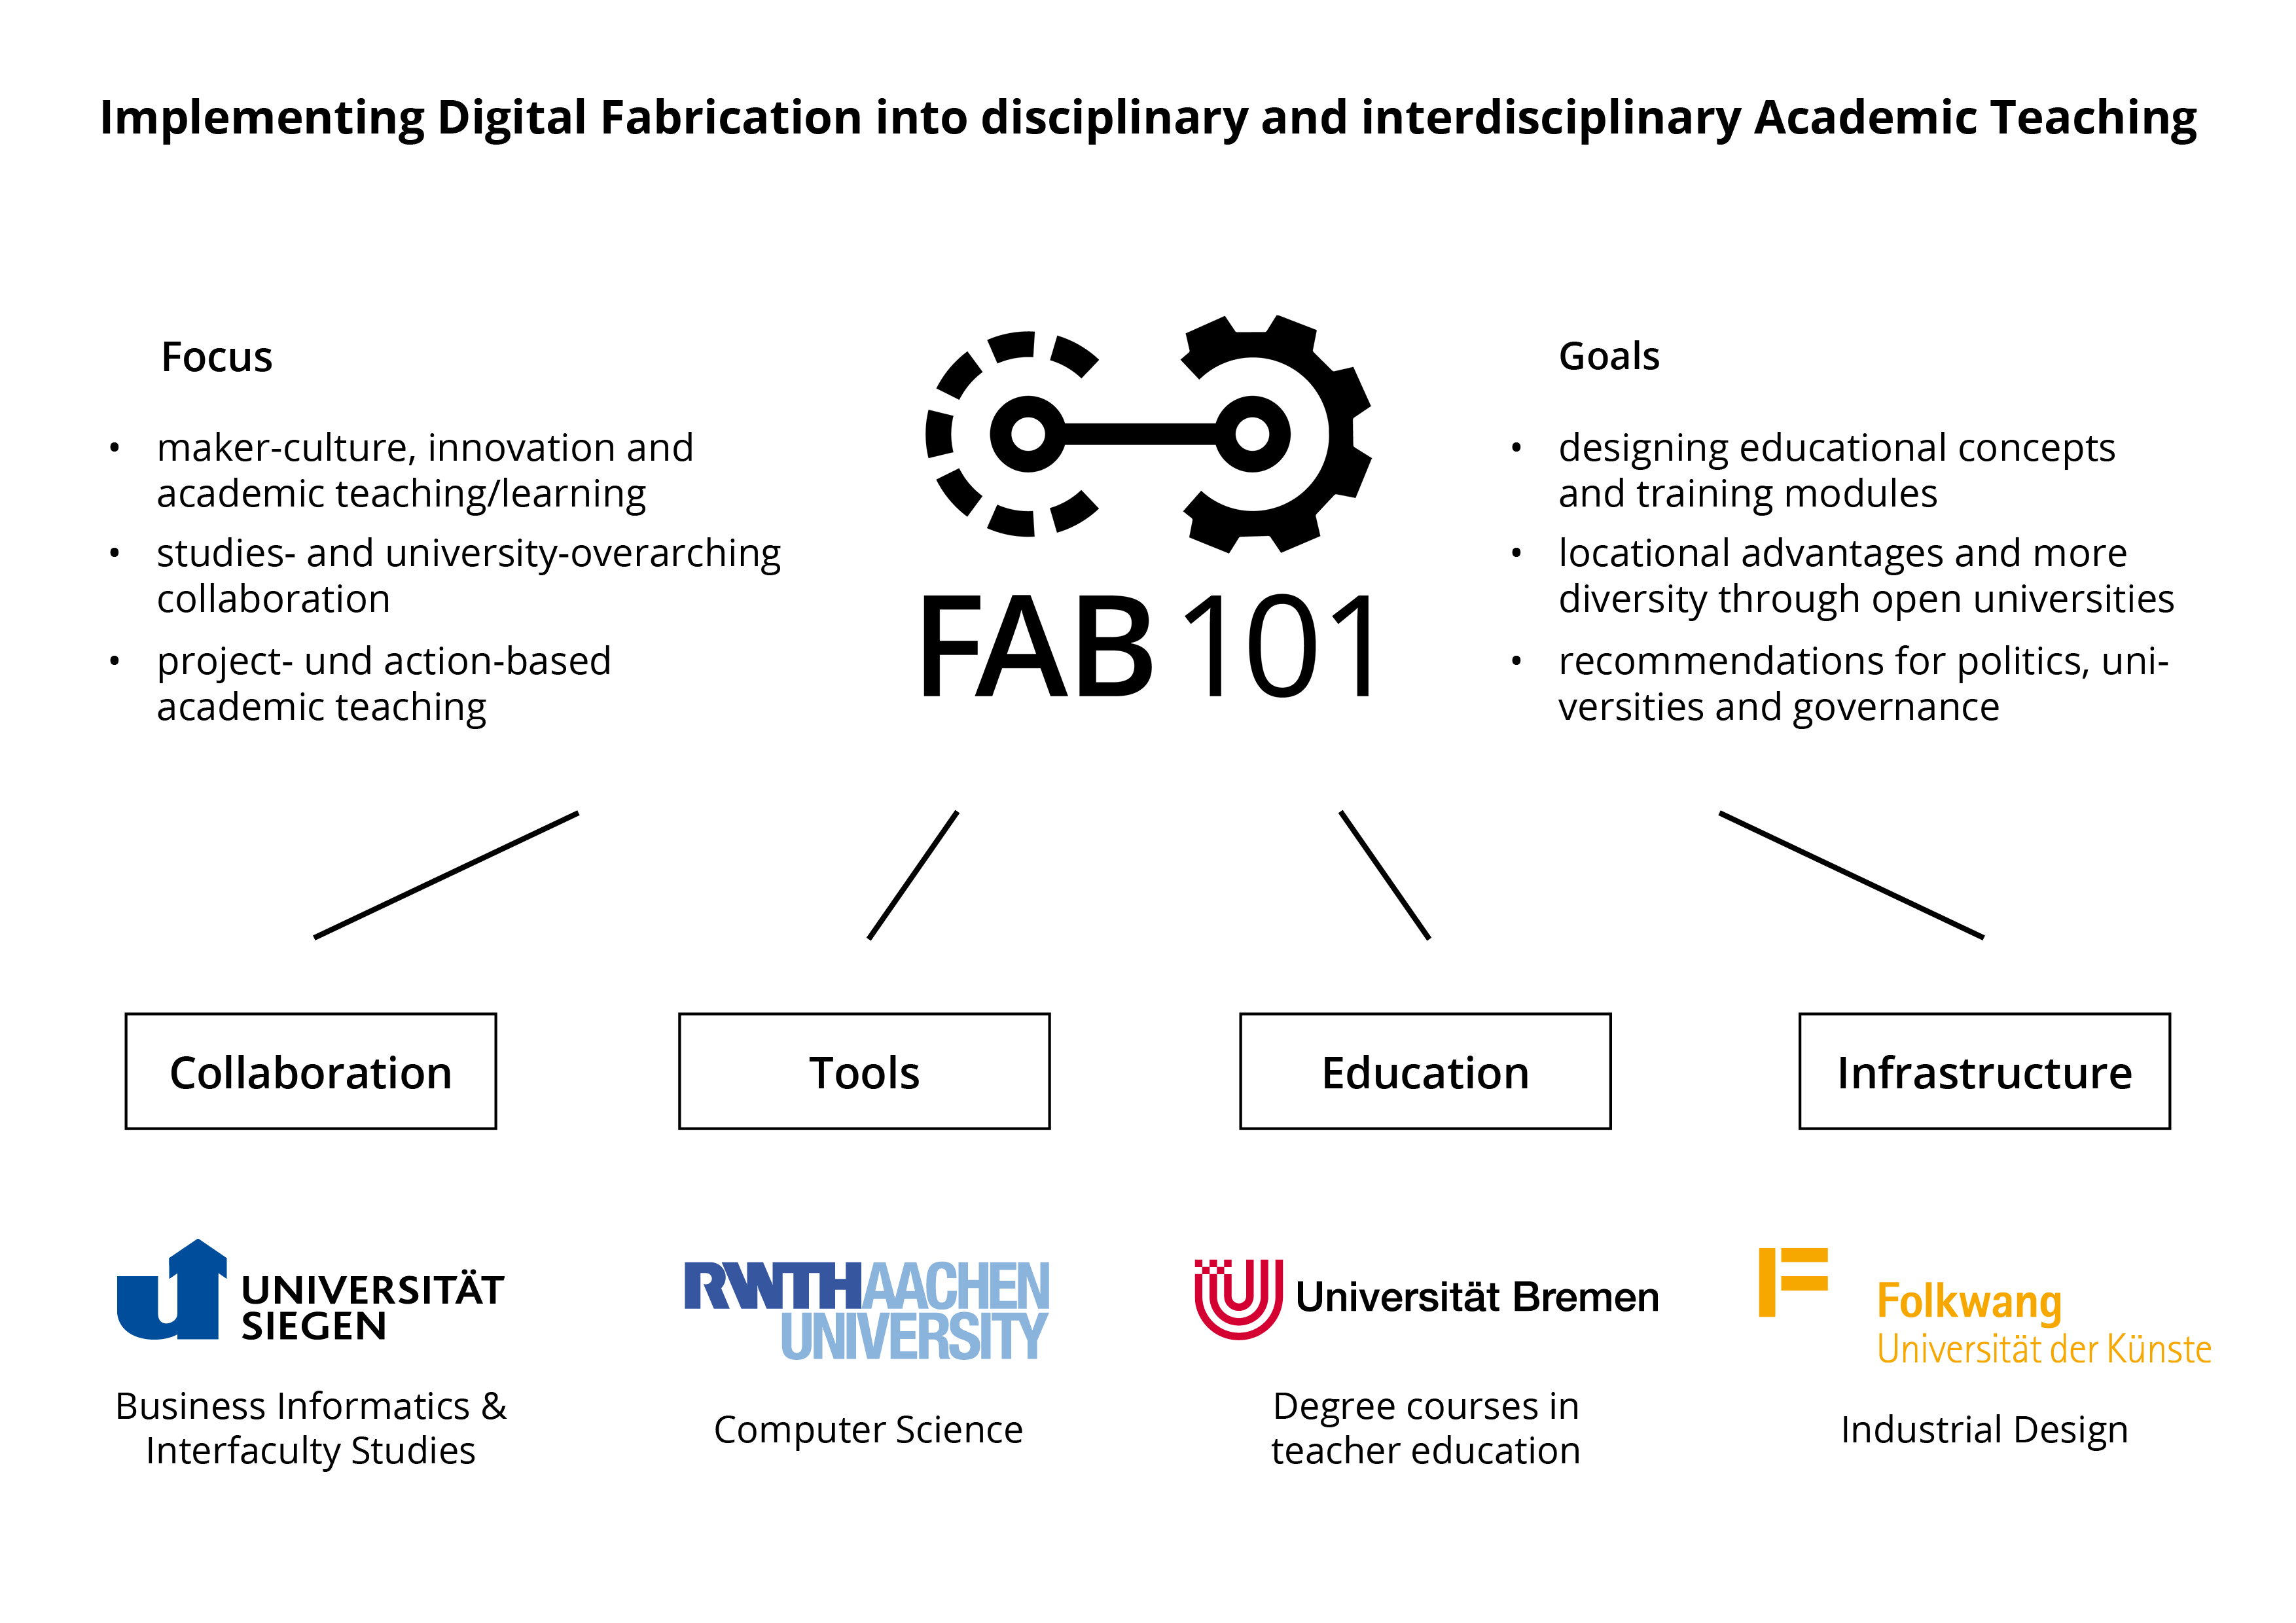 Implementing Digital Fabrication into disciplinary and interdisciplinary Academic Teaching
Focus
• maker-culture, innovation and
academic teaching/learning
• studies- and university-overarching
collaboration
• project- und action-based
academic teaching
FAB 101
Goals
• designing educational concepts
and training modules
• locational advantages and more
diversity through open universities
• recommendations for politics, uni-
versities and governance
Collaboration
Tools
Education
Infrastructure
UNIVERSITÄT
SIEGEN
RWTHAACHEN
UNIVERSITY
Universität Bremen
Folkwang
Universität der Künste
Business Informatics &
Interfaculty Studies
Computer Science
Degree courses in
teacher education
Industrial Design